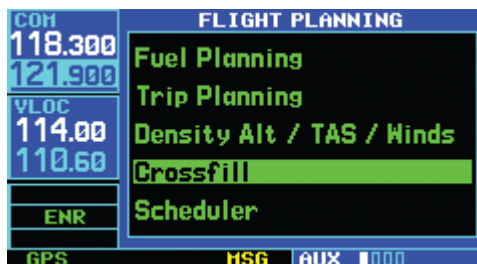 COM
118.300
121.900
VLOC
114.00
110.60
ENR
GPS
FLIGHT PLANNING
Fuel Planning
Trip Planning
Density Alt / TAS / Winds
Crossfill
Scheduler
MSG
AUX